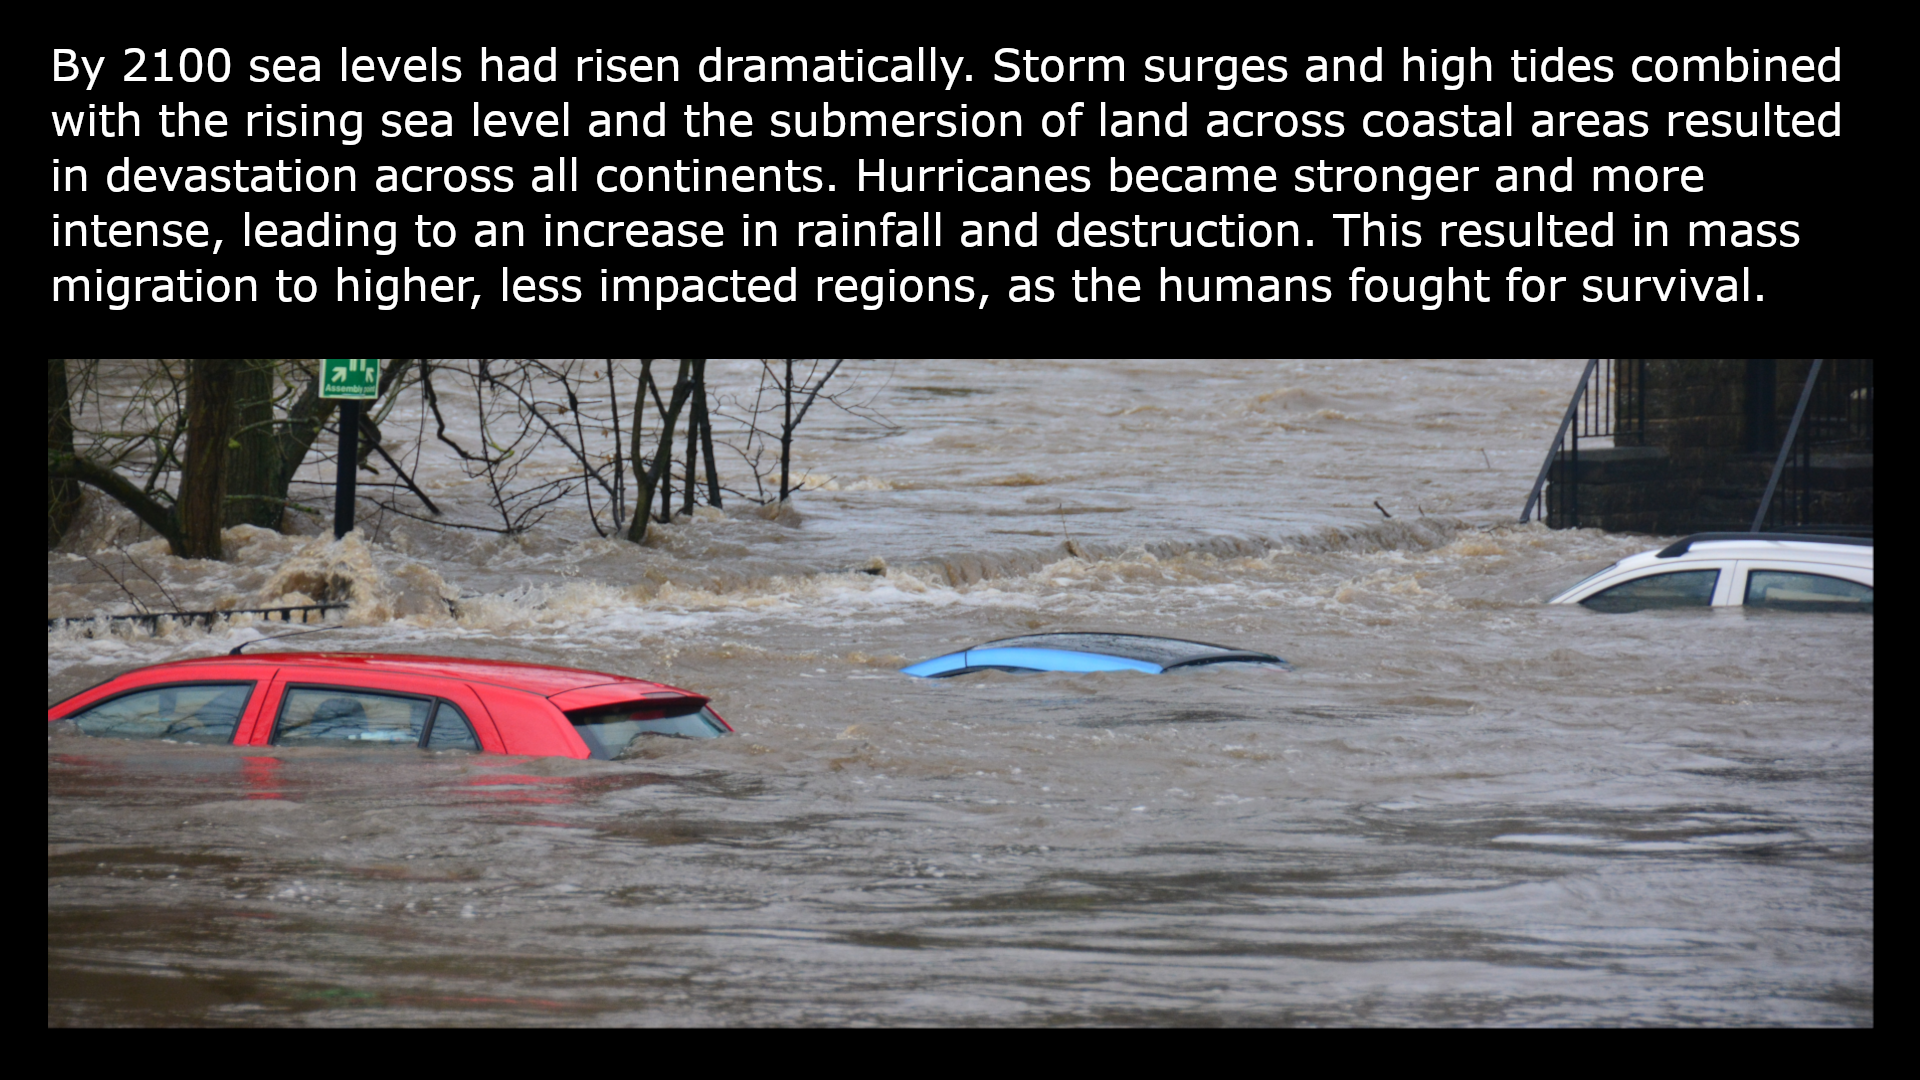 By 2100 sea levels had risen dramatically. Storm surges and high tides combined
with the rising sea level and the submersion of land across coastal areas resulted
in devastation across all continents. Hurricanes became stronger and more
intense, leading to an increase in rainfall and destruction. This resulted in mass
migration to higher, less impacted regions, as the humans fought for survival.
Assembly point